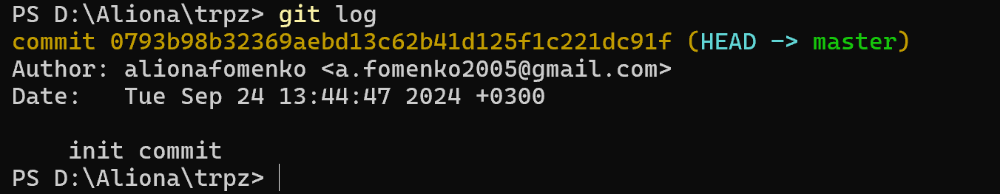 PS D:\Aliona\trpz> git log
commit 0793b98b32369aebd13c62b41d125f1c221dc91f (HEAD -> master)
Author: alionafomenko <a.fomenko2005@gmail.com>
Date:   Tue Sep 24 13:44:47 2024 +0300
    init commit
PS D:\Aliona\trpz>